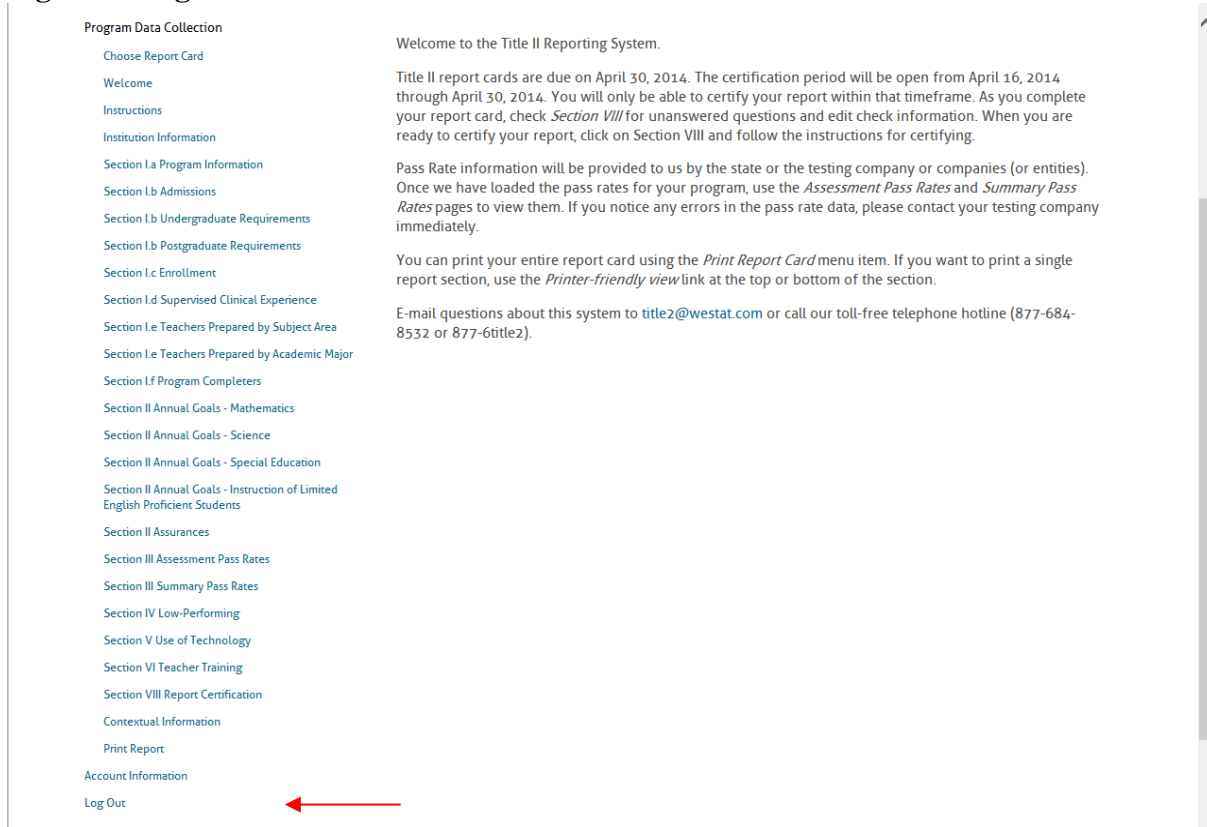 Program Data Collection
Choose Report Card
Welcome
Instructions
Institution Information
Section I.a Program Information
Section I.b Admissions
Section I.b Undergraduate Requirements
Section I.b Postgraduate Requirements
Section I.c Enrollment
Section I.d Supervised Clinical Experience
Section I.e Teachers Prepared by Subject Area
Section I.e Teachers Prepared by Academic Major
Section I.f Program Completers
Section II Annual Goals - Mathematics
Section II Annual Goals - Science
Section II Annual Goals - Special Education
Section II Annual Goals - Instruction of Limited
English Proficient Students
Section II Assurances
Section III Assessment Pass Rates
Section III Summary Pass Rates
Section IV Low-Performing
Section V Use of Technology
Section VI Teacher Training
Section VIII Report Certification
Contextual Information
Print Report
Account Information
Log Out
Welcome to the Title II Reporting System.
Title II report cards are due on April 30, 2014. The certification period will be open from April 16, 2014
through April 30, 2014. You will only be able to certify your report within that timeframe. As you complete
your report card, check Section VIII for unanswered questions and edit check information. When you are
ready to certify your report, click on Section VIII and follow the instructions for certifying.
Pass Rate information will be provided to us by the state or the testing company or companies (or entities).
Once we have loaded the pass rates for your program, use the Assessment Pass Rates and Summary Pass
Rates pages to view them. If you notice any errors in the pass rate data, please contact your testing company
immediately.
You can print your entire report card using the Print Report Card menu item. If you want to print a single
report section, use the Printer-friendly view link at the top or bottom of the section.
E-mail questions about this system to title2@westat.com or call our toll-free telephone hotline (877-684-
8532 or 877-6title2).